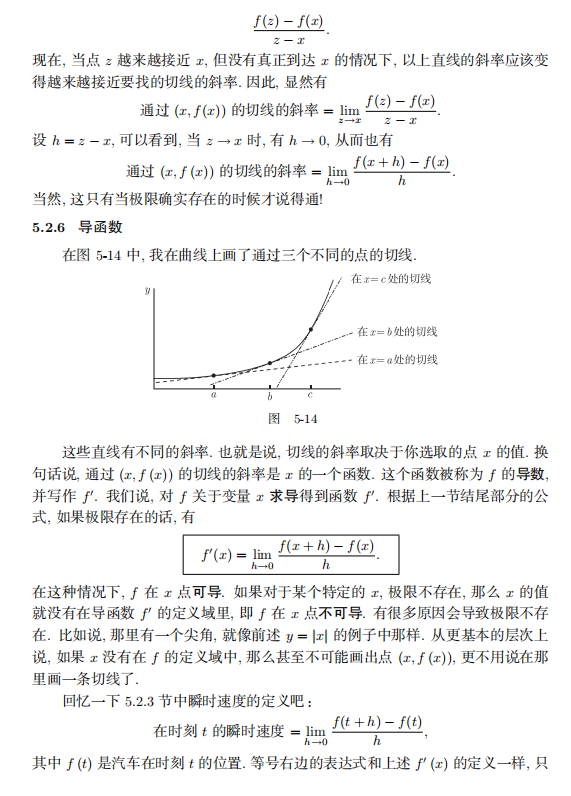 f(z) − f(x) / z − x .
现在, 当点 z 越来越接近 x, 但没有真正到达 x 的情况下, 以上直线的斜率应该变
得越来越接近要找的切线的斜率. 因此, 显然有
通过 (x, f(x)) 的切线的斜率 = lim z→x f(z) − f(x) / z − x .
设 h = z − x, 可以看到, 当 z → x 时, 有 h → 0, 从而也有
通过 (x, f (x)) 的切线的斜率 = lim h→0 f(x + h) − f(x) / h .
当然, 这只有当极限确实存在的时候才说得通!
5.2.6 导函数
在图 5-14 中, 我在曲线上画了通过三个不同的点的切线.
y
在x=c处的切线
在x=b处的切线
在x=a处的切线
a b c
图 5-14
这些直线有不同的斜率. 也就是说, 切线的斜率取决于你选取的点 x 的值. 换
句话说, 通过 (x, f (x)) 的切线的斜率是 x 的一个函数. 这个函数被称为 f 的导数,
并写作 f′. 我们说, 对 f 关于变量 x 求导得到函数 f′. 根据上一节结尾部分的公
式, 如果极限存在的话, 有
f′(x) = lim h→0 f(x + h) − f(x) / h .
在这种情况下, f 在 x 点可导. 如果对于某个特定的 x, 极限不存在, 那么 x 的值
就没有在导函数 f′ 的定义域里, 即 f 在 x 点不可导. 有很多原因会导致极限不存
在. 比如说, 那里有一个尖角, 就像前述 y = |x| 的例子中那样. 从更基本的层次上
说, 如果 x 没有在 f 的定义域中, 那么甚至不可能画出点 (x, f (x)), 更不用说在那
里画一条切线了.
回忆一下 5.2.3 节中瞬时速度的定义吧：
在时刻 t 的瞬时速度 = lim h→0 f(t + h) − f(t) / h ,
其中 f (t) 是汽车在时刻 t 的位置. 等号右边的表达式和上述 f′ (x) 的定义一样, 只